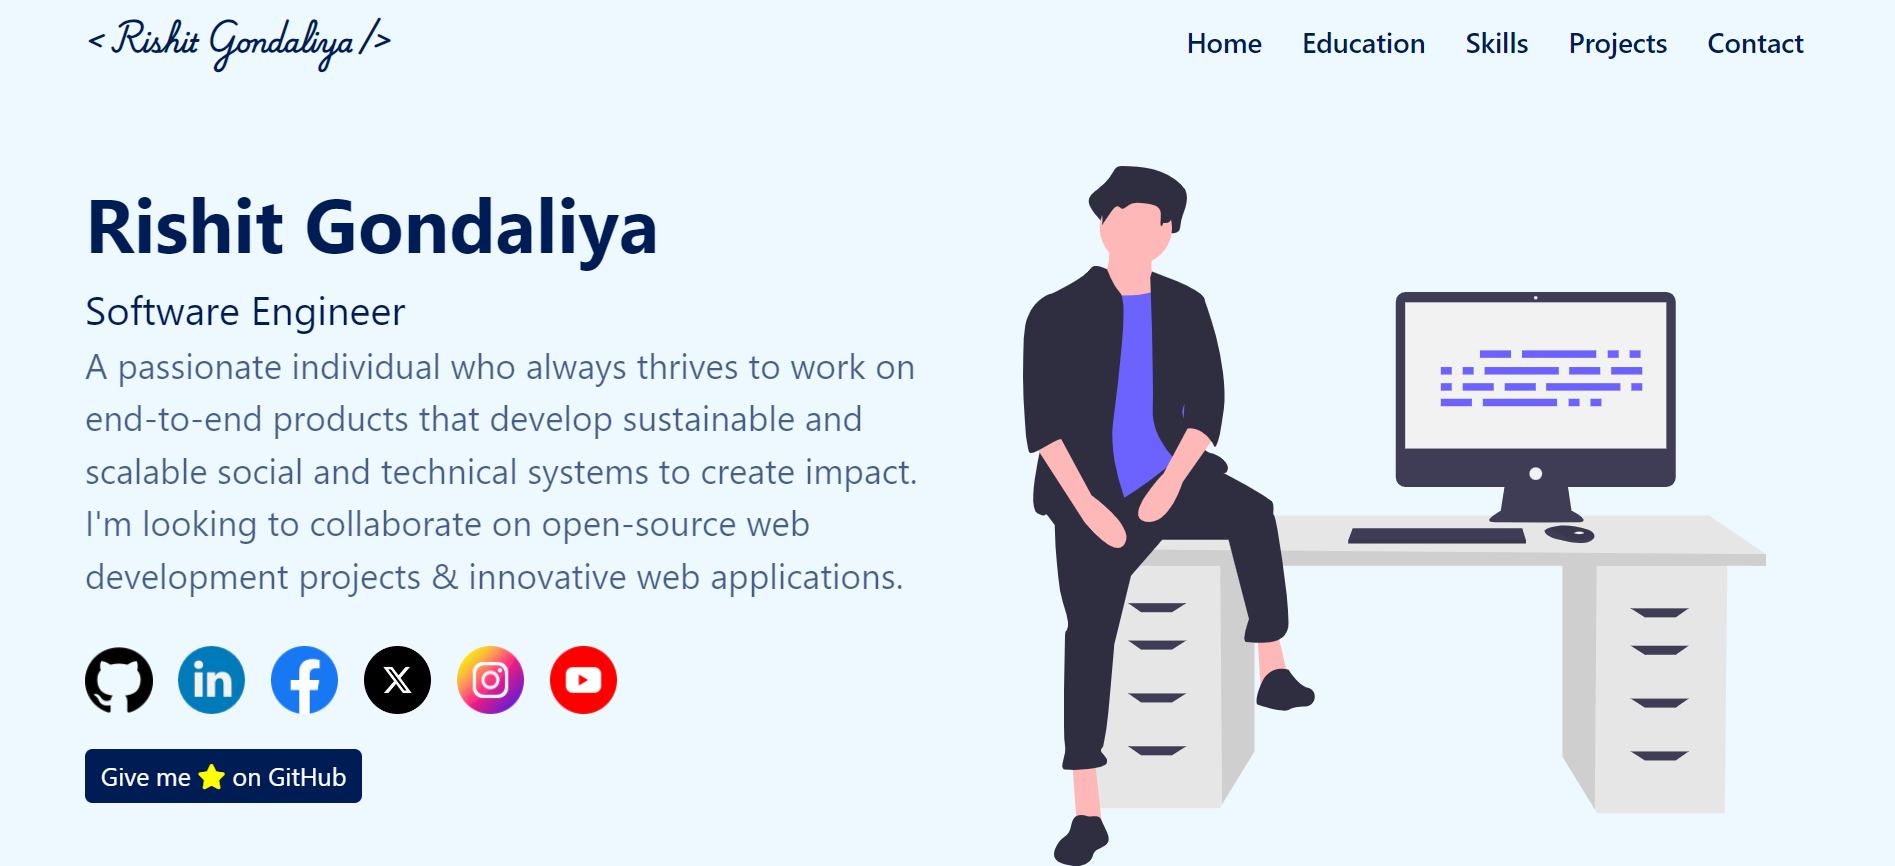 < Rishit Gondaliya />
Home Education Skills Projects Contact
Rishit Gondaliya
Software Engineer
A passionate individual who always thrives to work on
end-to-end products that develop sustainable and
scalable social and technical systems to create impact.
I'm looking to collaborate on open-source web
development projects & innovative web applications.
in
Give me ⭐ on GitHub